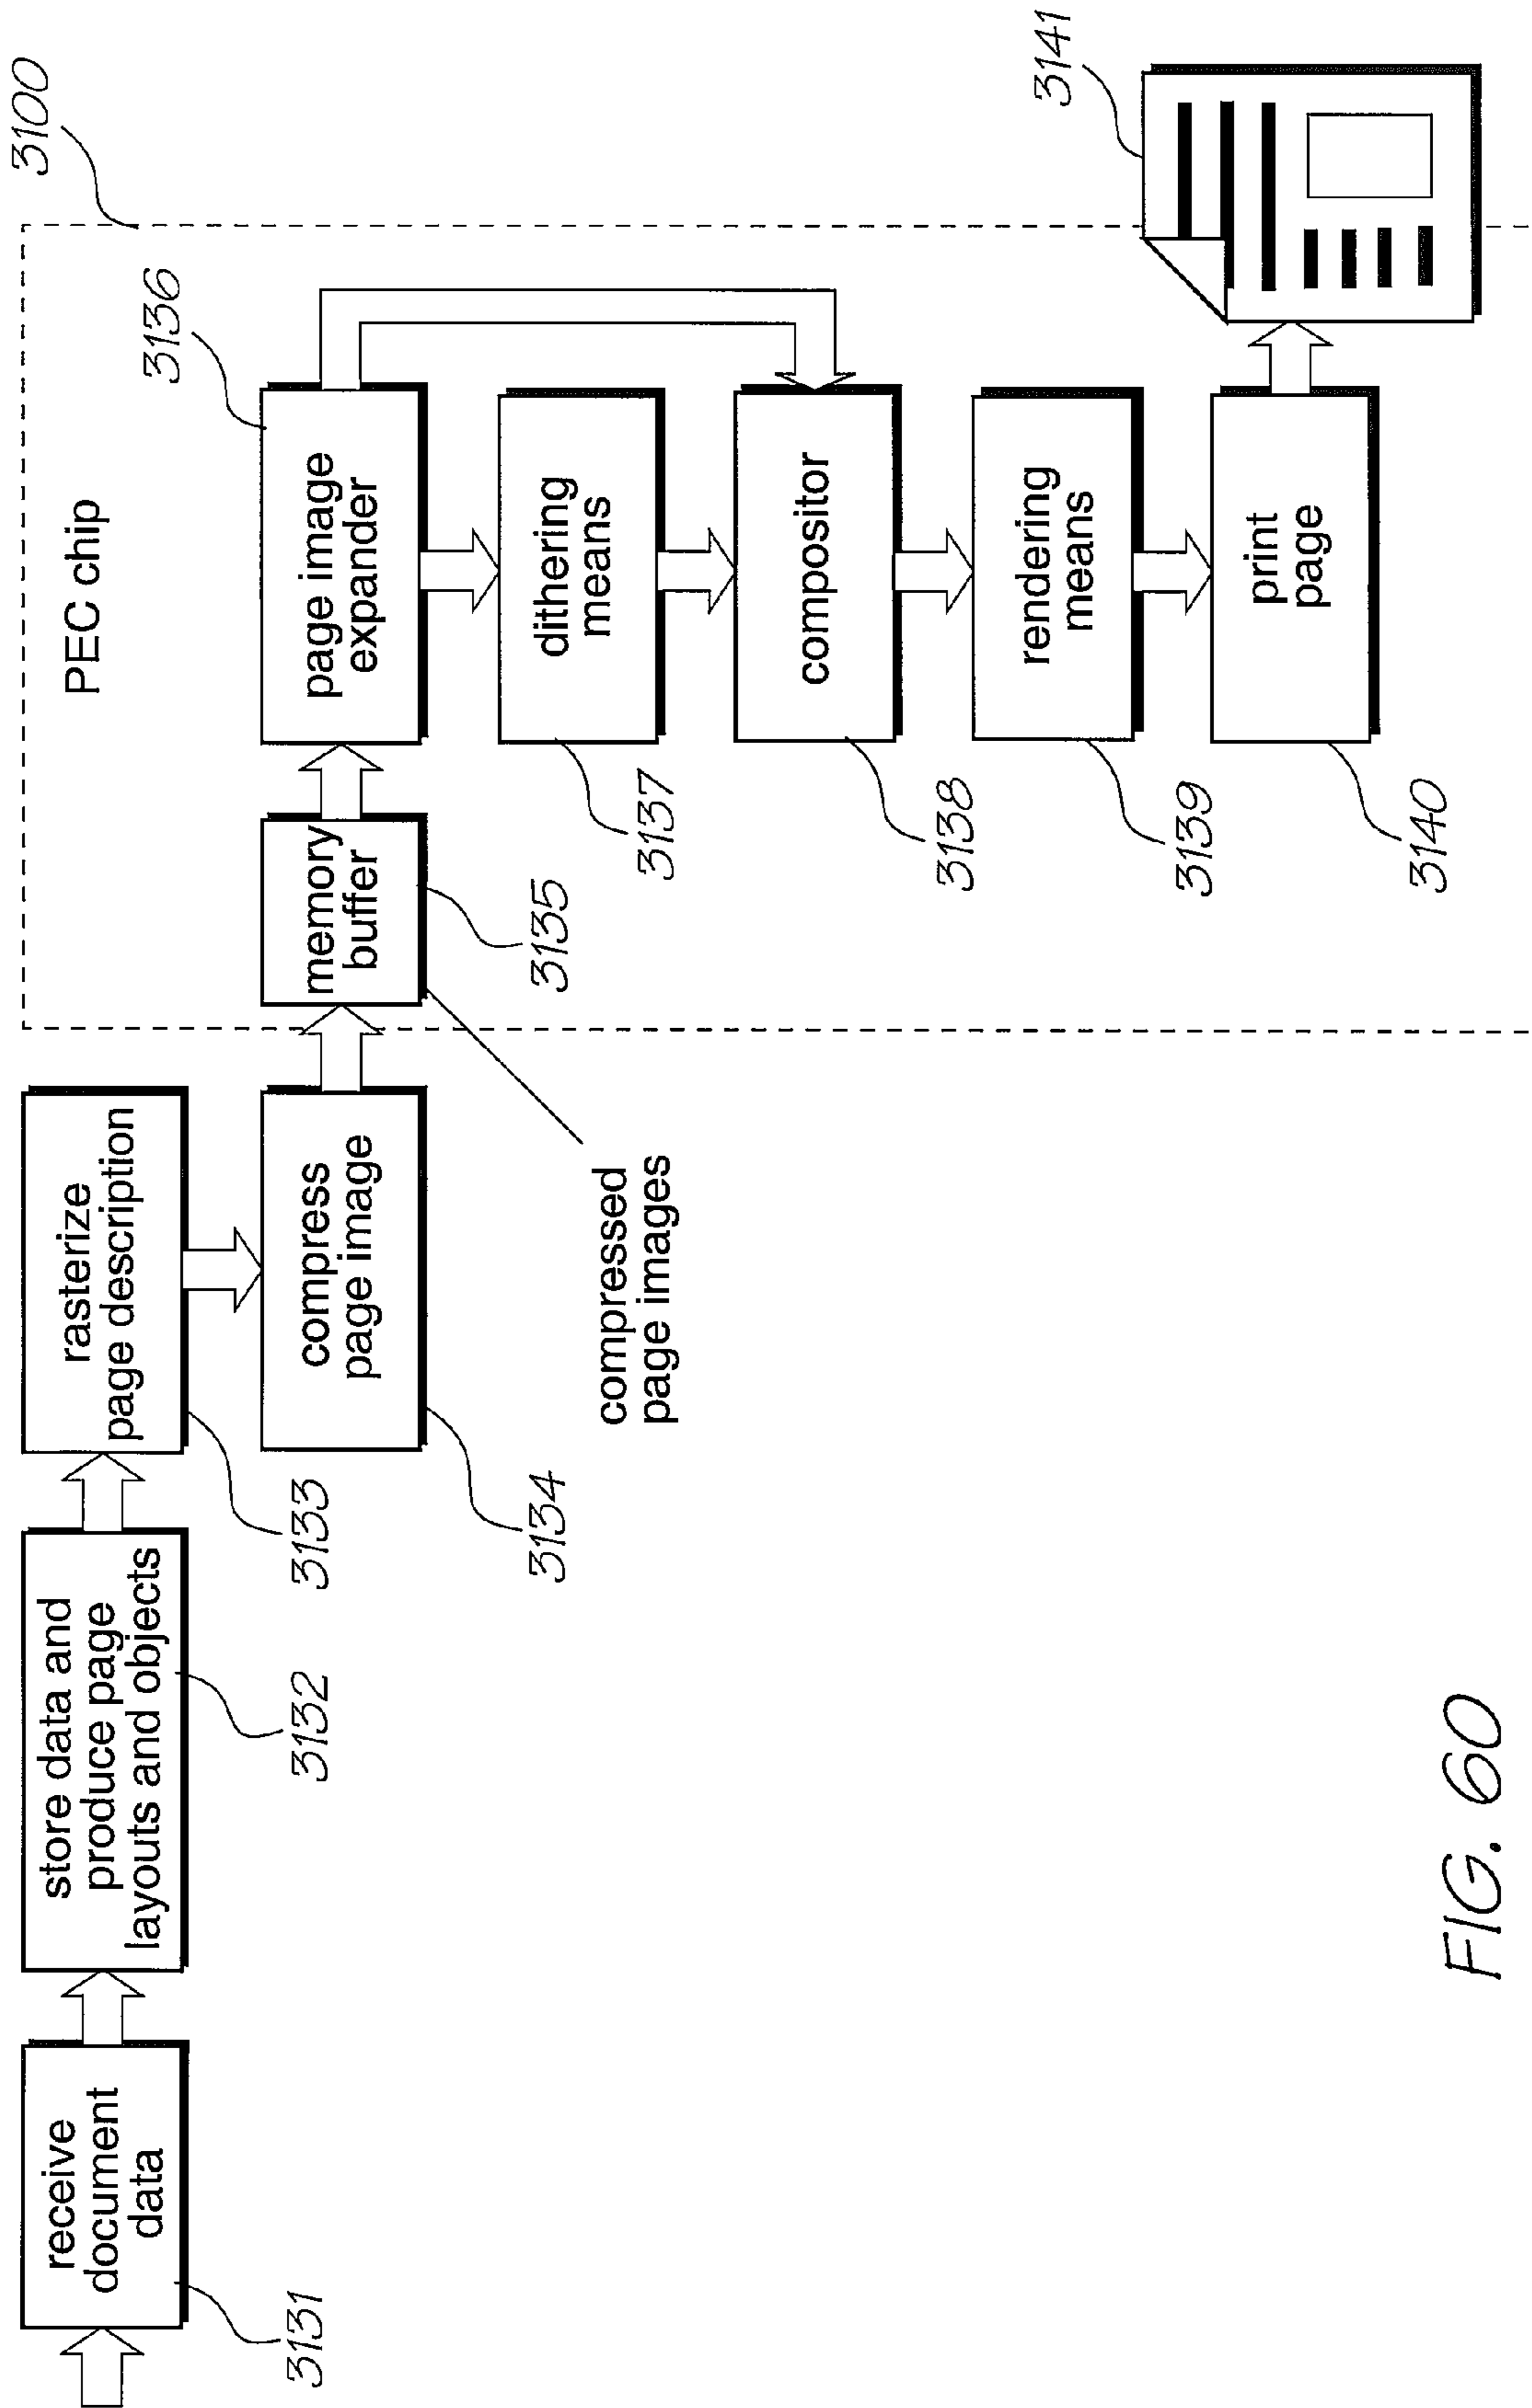 receive
document
data
3131
store data and
produce page
layouts and objects
3132
rasterize
page description
3133
compress
page image
3134
compressed
page images
PEC chip
3100
memory
buffer
3135
page image
expander
3136
dithering
means
3137
compositor
3138
rendering
means
3139
print
page
3140
3141
FIG. 60